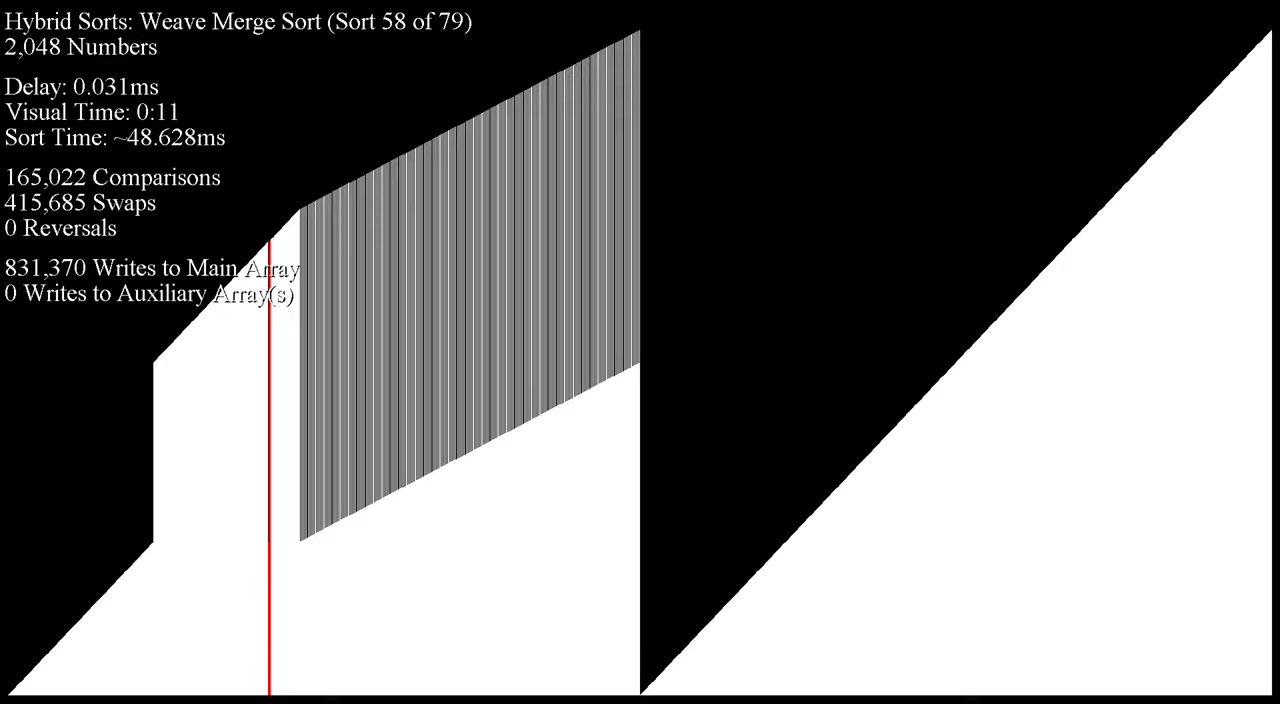 Hybrid Sorts: Weave Merge Sort (Sort 58 of 79)
2,048 Numbers
Delay: 0.031ms
Visual Time: 0:11
Sort Time: ~48.628ms
165,022 Comparisons
415,685 Swaps
0 Reversals
831,370 Writes to Main Array
0 Writes to Auxiliary Array(s)